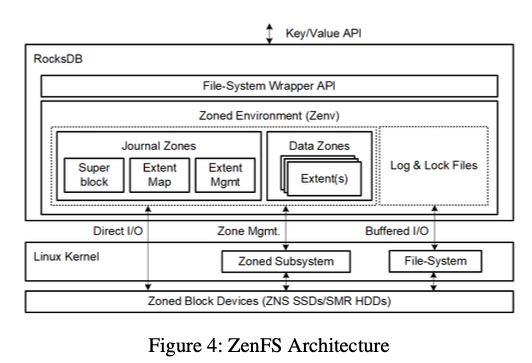 Key/Value API
RocksDB
File-System Wrapper API
Zoned Environment (Zenv)
Journal Zones
Super
block
Extent
Map
Extent
Mgmt
Data Zones
Extent(s)
Log & Lock Files
Direct I/O
Zone Mgmt.
Buffered I/O
Linux Kernel
Zoned Subsystem
File-System
Zoned Block Devices (ZNS SSDs/SMR HDDs)
Figure 4: ZenFS Architecture